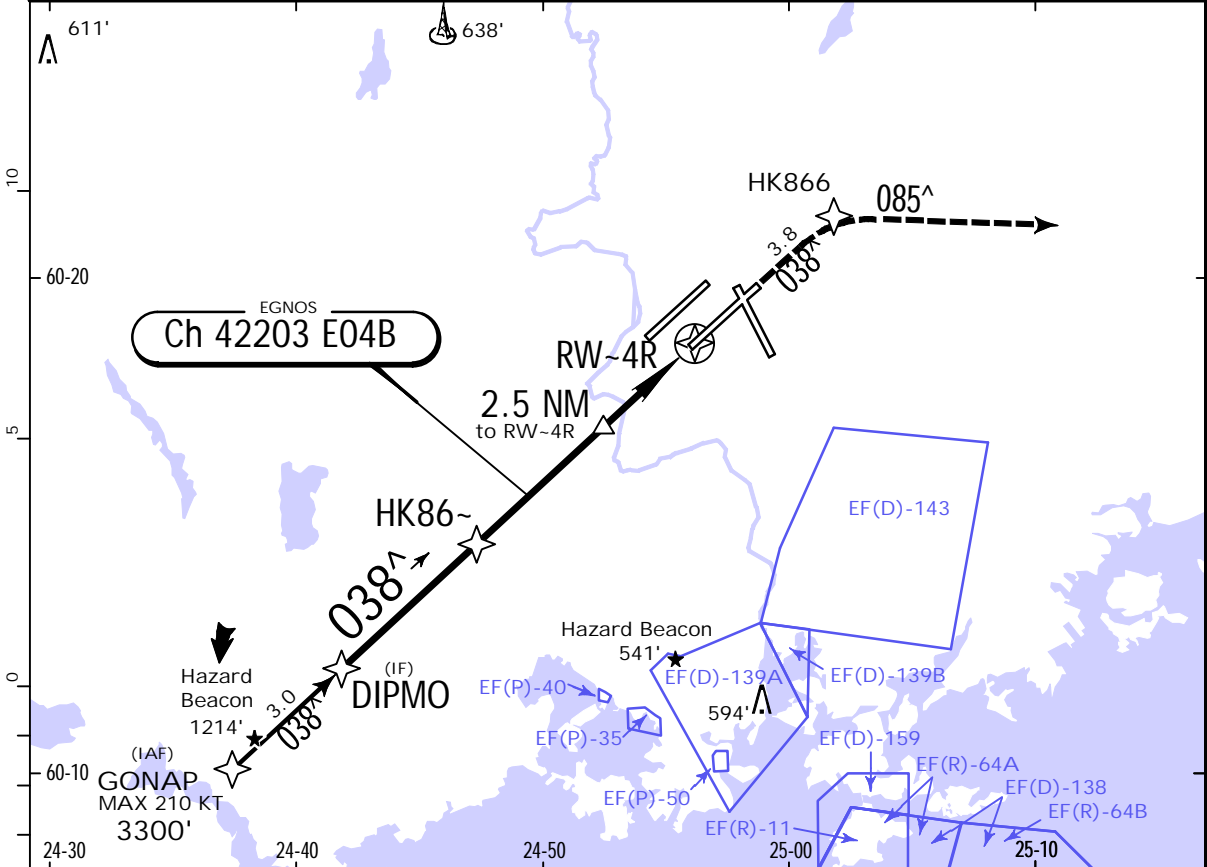 611'
638'
10
HK866
085^
3.8
038^
60-20
EGNOS
Ch 42203 E04B
RW~4R
2.5 NM
to RW~4R
5
EF(D)-143
HK86~
038^
Hazard Beacon
541'
EF(D)-139A
EF(D)-139B
594'
Hazard
Beacon
1214'
0
3.0
038^
(IF)
DIPMO
EF(P)-40
EF(P)-35
EF(P)-50
(IAF)
60-10
GONAP
MAX 210 KT
3300'
EF(D)-159
EF(R)-64A
EF(D)-138
EF(R)-64B
EF(R)-11
24-30
24-40
24-50
25-00
25-10